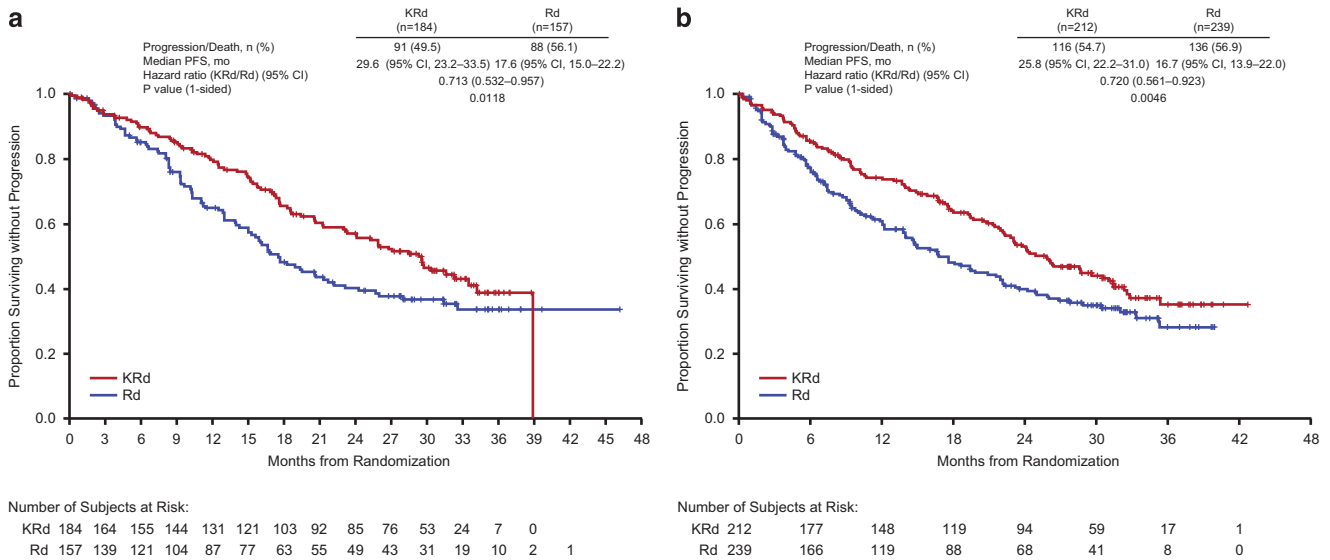 a
KRd Rd
(n=184) (n=157)
Progression/Death, n (%) 91 (49.5) 88 (56.1)
Median PFS, mo 29.6 (95% CI, 23.2–33.5) 17.6 (95% CI, 15.0–22.2)
Hazard ratio (KRd/Rd) (95% CI) 0.713 (0.532–0.957)
P value (1-sided) 0.0118
Proportion Surviving without Progression
1.0
0.8
0.6
0.4
0.2
0.0
KRd
Rd
0 3 6 9 12 15 18 21 24 27 30 33 36 39 42 45 48
Months from Randomization
Number of Subjects at Risk:
KRd 184 164 155 144 131 121 103 92 85 76 53 24 7 0
Rd 157 139 121 104 87 77 63 55 49 43 31 19 10 2 1
b
KRd Rd
(n=212) (n=239)
Progression/Death, n (%) 116 (54.7) 136 (56.9)
Median PFS, mo 25.8 (95% CI, 22.2–31.0) 16.7 (95% CI, 13.9–22.0)
Hazard ratio (KRd/Rd) (95% CI) 0.720 (0.561–0.923)
P value (1-sided) 0.0046
Proportion Surviving without Progression
1.0
0.8
0.6
0.4
0.2
0.0
KRd
Rd
0 6 12 18 24 30 36 42 48
Months from Randomization
Number of Subjects at Risk:
KRd 212 177 148 119 94 59 17 1
Rd 239 166 119 88 68 41 8 0